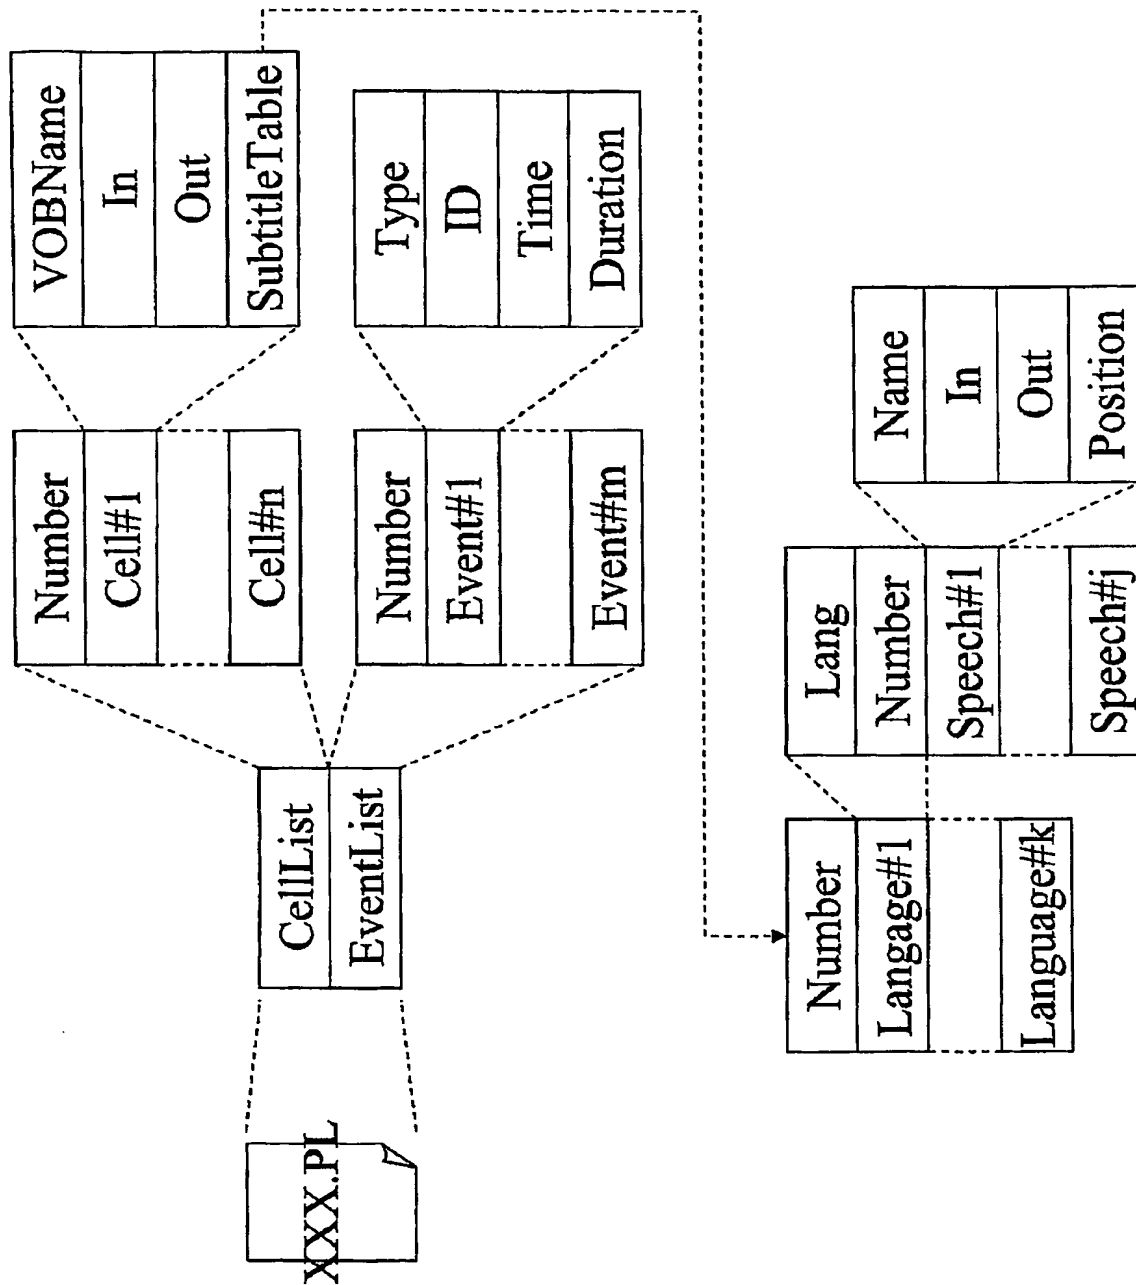 XXX.PL
CellList
EventList
Number
Cell#1
Cell#n
VOBName
In
Out
SubtitleTable
Number
Event#1
Event#m
Type
ID
Time
Duration
Number
Langage#1
Language#k
Lang
Number
Speech#1
Speech#j
Name
In
Out
Position